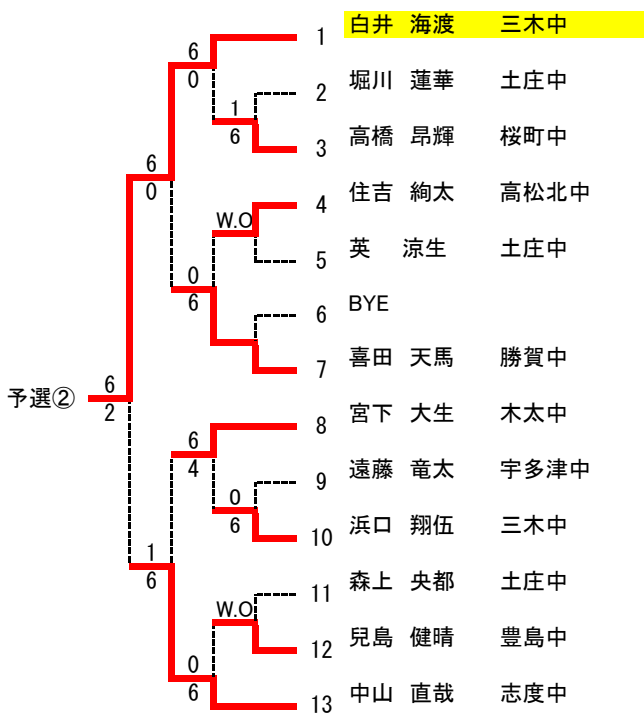 1 白井 海渡 三木中
6
0
2 堀川 蓮華 土庄中
1
6
3 高橋 昂輝 桜町中
6
0
4 住吉 絢太 高松北中
W.O
5 英 涼生 土庄中
0
6
6 BYE
7 喜田 天馬 勝賀中
予選② 6
2
8 宮下 大生 木太中
6
4
9 遠藤 竜太 宇多津中
0
6
10 浜口 翔伍 三木中
1
6
11 森上 央都 土庄中
W.O
12 兒島 健晴 豊島中
0
6
13 中山 直哉 志度中